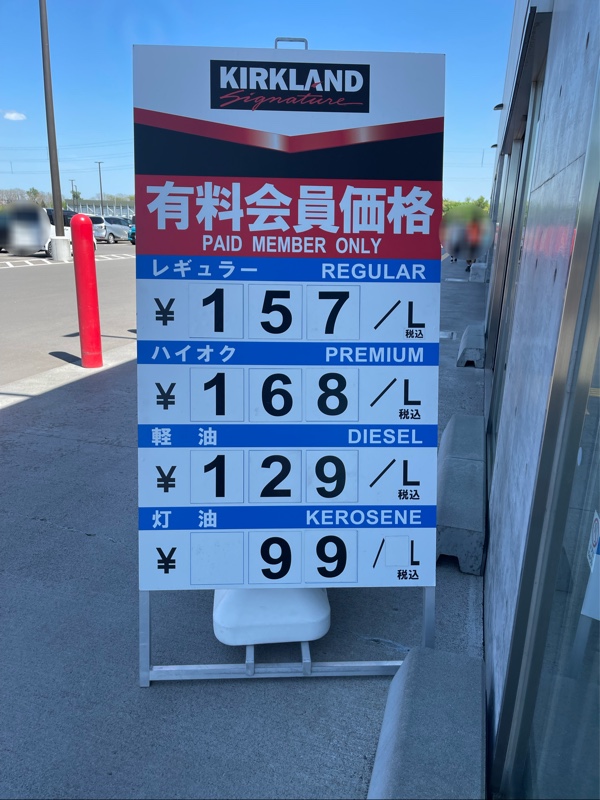 KIRKLAND
Signature
有料会員価格
PAID MEMBER ONLY
レギュラー REGULAR
¥ 157 /L
税込
ハイオク PREMIUM
¥ 168 /L
税込
軽 油 DIESEL
¥ 129 /L
税込
灯 油 KEROSENE
¥ 99 /L
税込